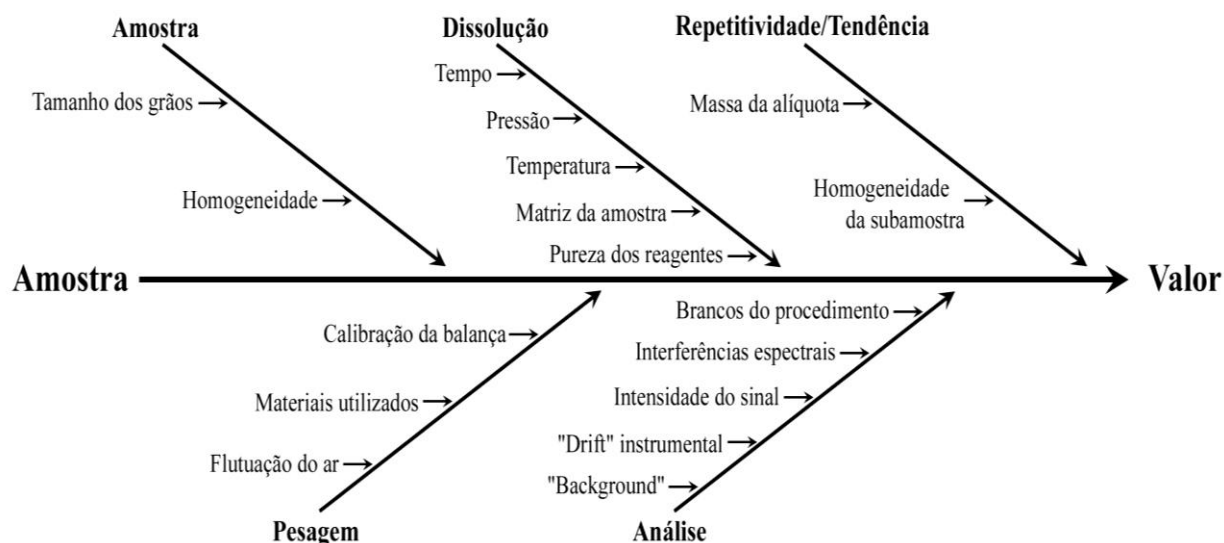 Amostra
Dissolução
Repetitividade/Tendência
Tempo
Tamanho dos grãos
Massa da alíquota
Pressão
Temperatura
Homogeneidade
Homogeneidade
da subamostra
Matriz da amostra
Pureza dos reagentes
Amostra
Valor
Brancos do procedimento
Calibração da balança
Interferências espectrais
Materiais utilizados
Intensidade do sinal
"Drift" instrumental
Flutuação do ar
"Background"
Pesagem
Análise